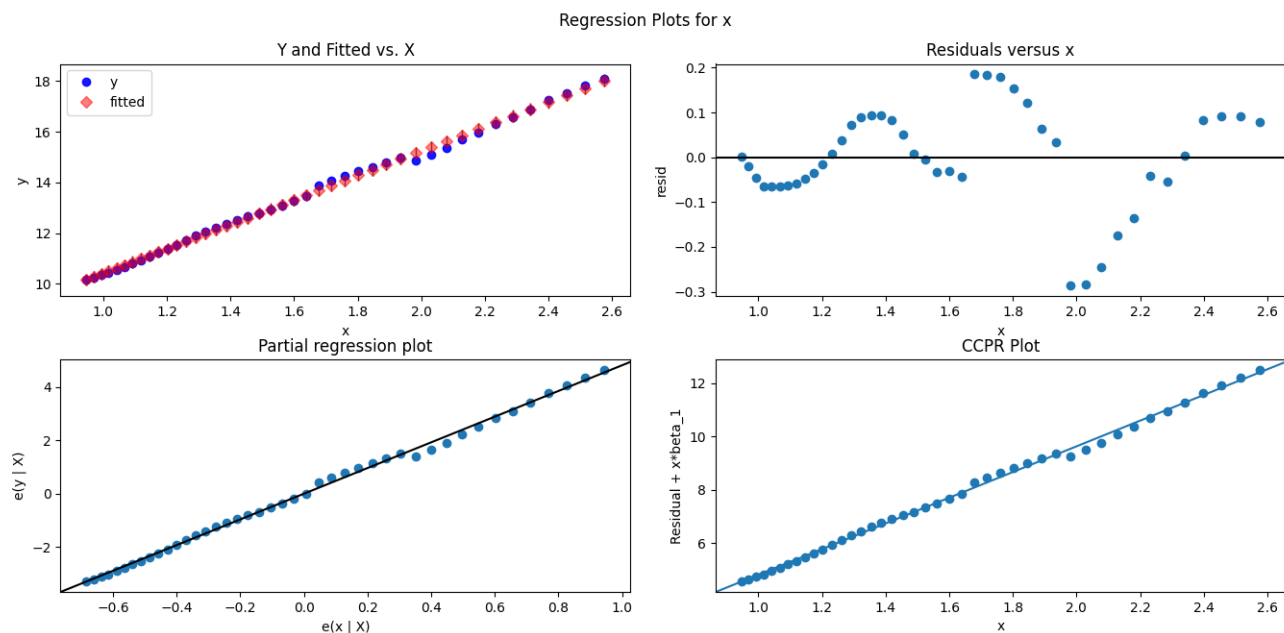 Regression Plots for x
Y and Fitted vs. X
y
fitted
18
16
14
12
10
y
1.0 1.2 1.4 1.6 1.8 2.0 2.2 2.4 2.6
x
Residuals versus x
0.2
0.1
0.0
−0.1
−0.2
−0.3
resid
1.0 1.2 1.4 1.6 1.8 2.0 2.2 2.4 2.6
x
Partial regression plot
4
2
0
−2
e(y | X)
−0.6 −0.4 −0.2 0.0 0.2 0.4 0.6 0.8 1.0
e(x | X)
CCPR Plot
12
10
8
6
Residual + x*beta_1
1.0 1.2 1.4 1.6 1.8 2.0 2.2 2.4 2.6
x